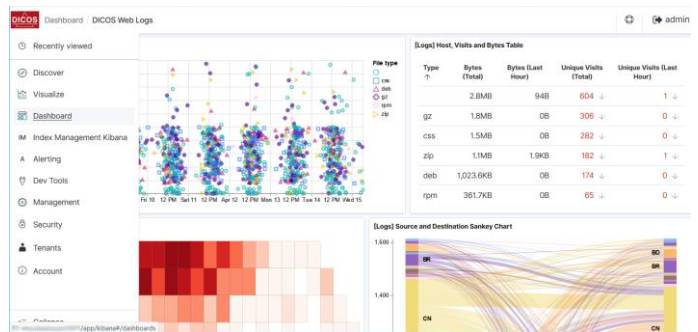 DICOS Dashboard / DICOS Web Logs admin
Recently viewed
Discover
Visualize
Dashboard
IM Index Management Kibana
A Alerting
Dev Tools
Management
Security
Tenants
Account
Collapse
/app/kibana#/dashboards
File type
css
deb
gz
rpm
zip
Fri 10 12 PM Sat 11 12 PM Apr 12 12 PM Mon 13 12 PM Tue 14 12 PM Wed 15
[Logs] Host, Visits and Bytes Table
Type ↑ Bytes (Total) Bytes (Last Hour) Unique Visits (Total) Unique Visits (Last Hour)
2.8MB 94B 604 ↓ 1 ↓
gz 1.8MB 0B 306 ↓ 0 ↓
css 1.5MB 0B 282 ↓ 0 ↓
zip 1.1MB 1.9KB 182 ↓ 1 ↓
deb 1,023.6KB 0B 174 ↓ 0 ↓
rpm 361.7KB 0B 65 ↓ 0 ↓
[Logs] Source and Destination Sankey Chart
1,600
BR
BD
BR
1,400
CN
CN